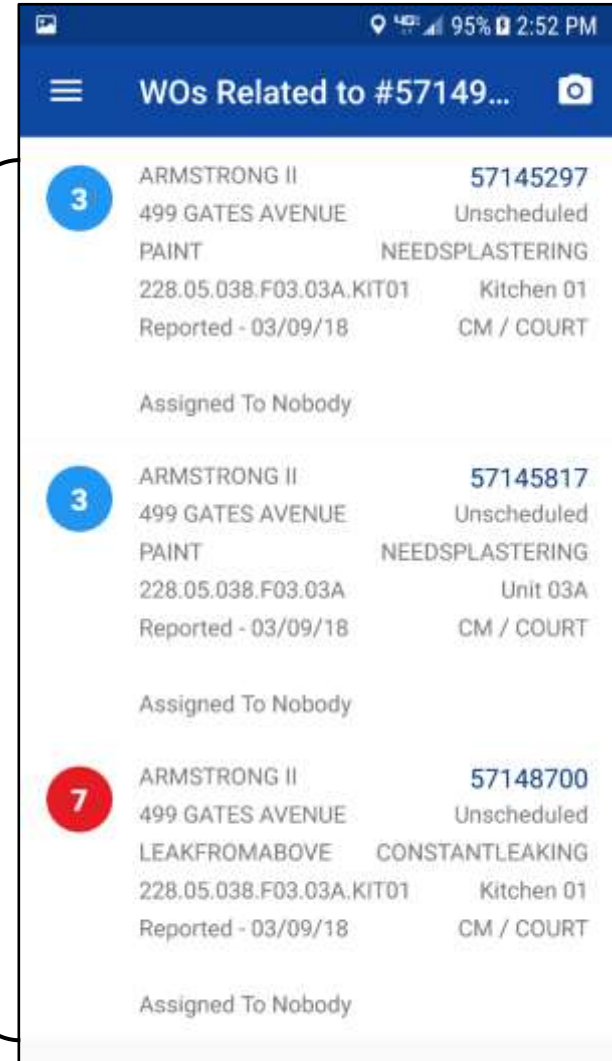 95% 2:52 PM
WOs Related to #57149...
3
ARMSTRONG II 57145297
499 GATES AVENUE Unscheduled
PAINT NEEDSPLASTERING
228.05.038.F03.03A.KIT01 Kitchen 01
Reported - 03/09/18 CM / COURT
Assigned To Nobody
3
ARMSTRONG II 57145817
499 GATES AVENUE Unscheduled
PAINT NEEDSPLASTERING
228.05.038.F03.03A Unit 03A
Reported - 03/09/18 CM / COURT
Assigned To Nobody
7
ARMSTRONG II 57148700
499 GATES AVENUE Unscheduled
LEAKFROMABOVE CONSTANTLEAKING
228.05.038.F03.03A.KIT01 Kitchen 01
Reported - 03/09/18 CM / COURT
Assigned To Nobody